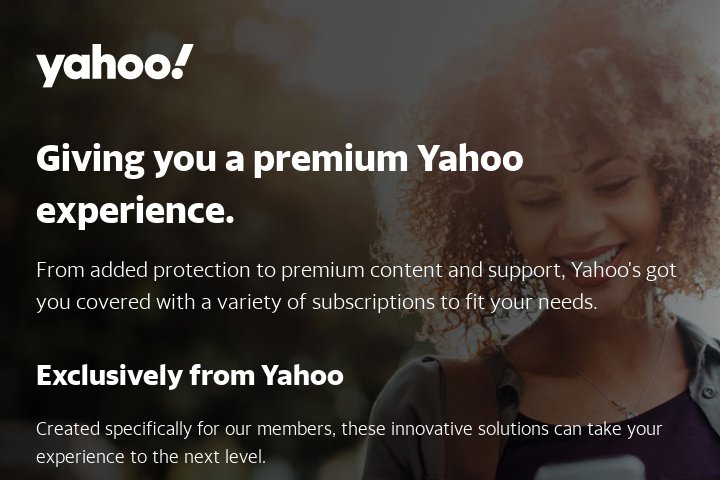 yahoo!
Giving you a premium Yahoo
experience.
From added protection to premium content and support, Yahoo's got
you covered with a variety of subscriptions to fit your needs.
Exclusively from Yahoo
Created specifically for our members, these innovative solutions can take your
experience to the next level.